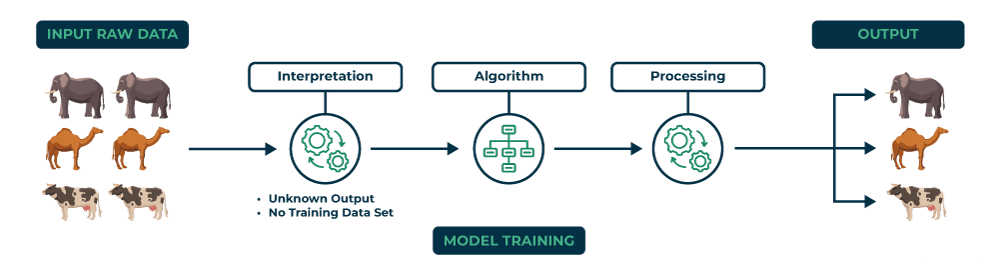 INPUT RAW DATA
OUTPUT
Interpretation
Algorithm
Processing
• Unknown Output
• No Training Data Set
MODEL TRAINING